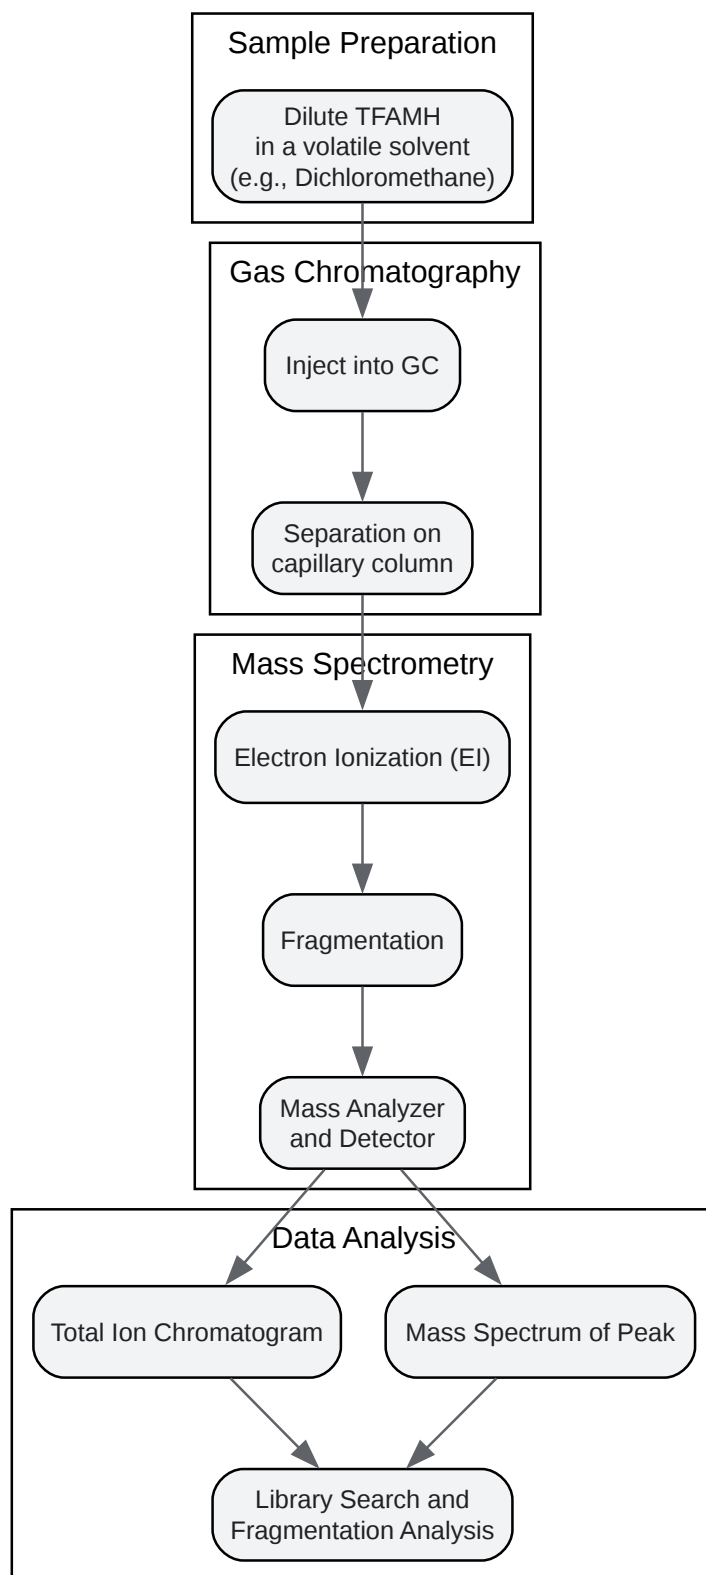 Sample Preparation
Dilute TFAMH
in a volatile solvent
(e.g., Dichloromethane)
Gas Chromatography
Inject into GC
Separation on
capillary column
Mass Spectrometry
Electron Ionization (EI)
Fragmentation
Mass Analyzer
and Detector
Data Analysis
Total Ion Chromatogram
Mass Spectrum of Peak
Library Search and
Fragmentation Analysis